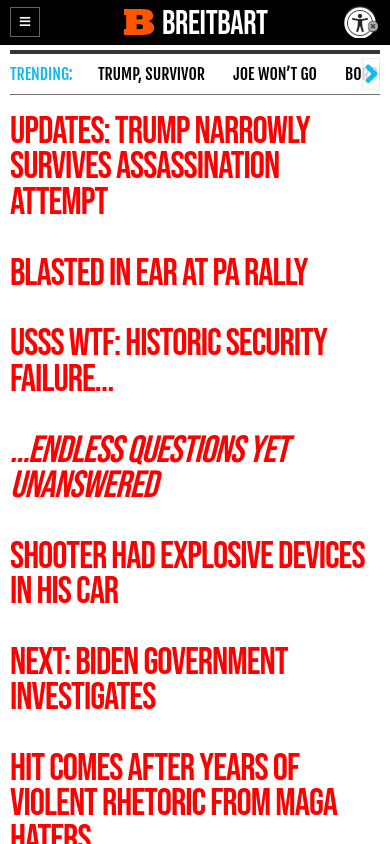 BREITBART
TRENDING: TRUMP, SURVIVOR JOE WON'T GO BO
UPDATES: TRUMP NARROWLY
SURVIVES ASSASSINATION
ATTEMPT
BLASTED IN EAR AT PA RALLY
USSS WTF: HISTORIC SECURITY
FAILURE...
...ENDLESS QUESTIONS YET
UNANSWERED
SHOOTER HAD EXPLOSIVE DEVICES
IN HIS CAR
NEXT: BIDEN GOVERNMENT
INVESTIGATES
HIT COMES AFTER YEARS OF
VIOLENT RHETORIC FROM MAGA
HATERS